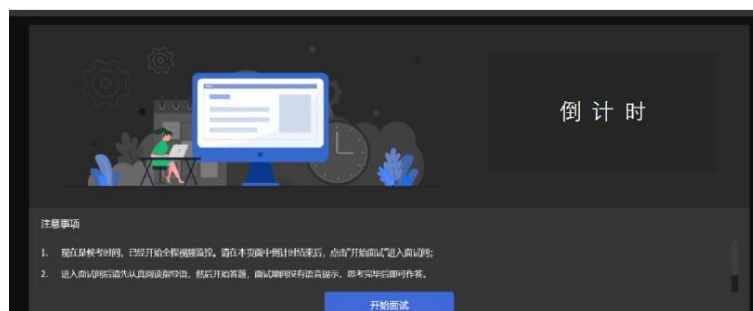 倒计时
注意事项
1. 现在是候考时间，已经开始全程视频监控。请在本页面中倒计时结束后，点击"开始面试"进入面试间；
2. 进入面试间后请先认真阅读指导语，然后开始答题，面试期间没有语音提示，思考完毕后即可作答。
开始面试